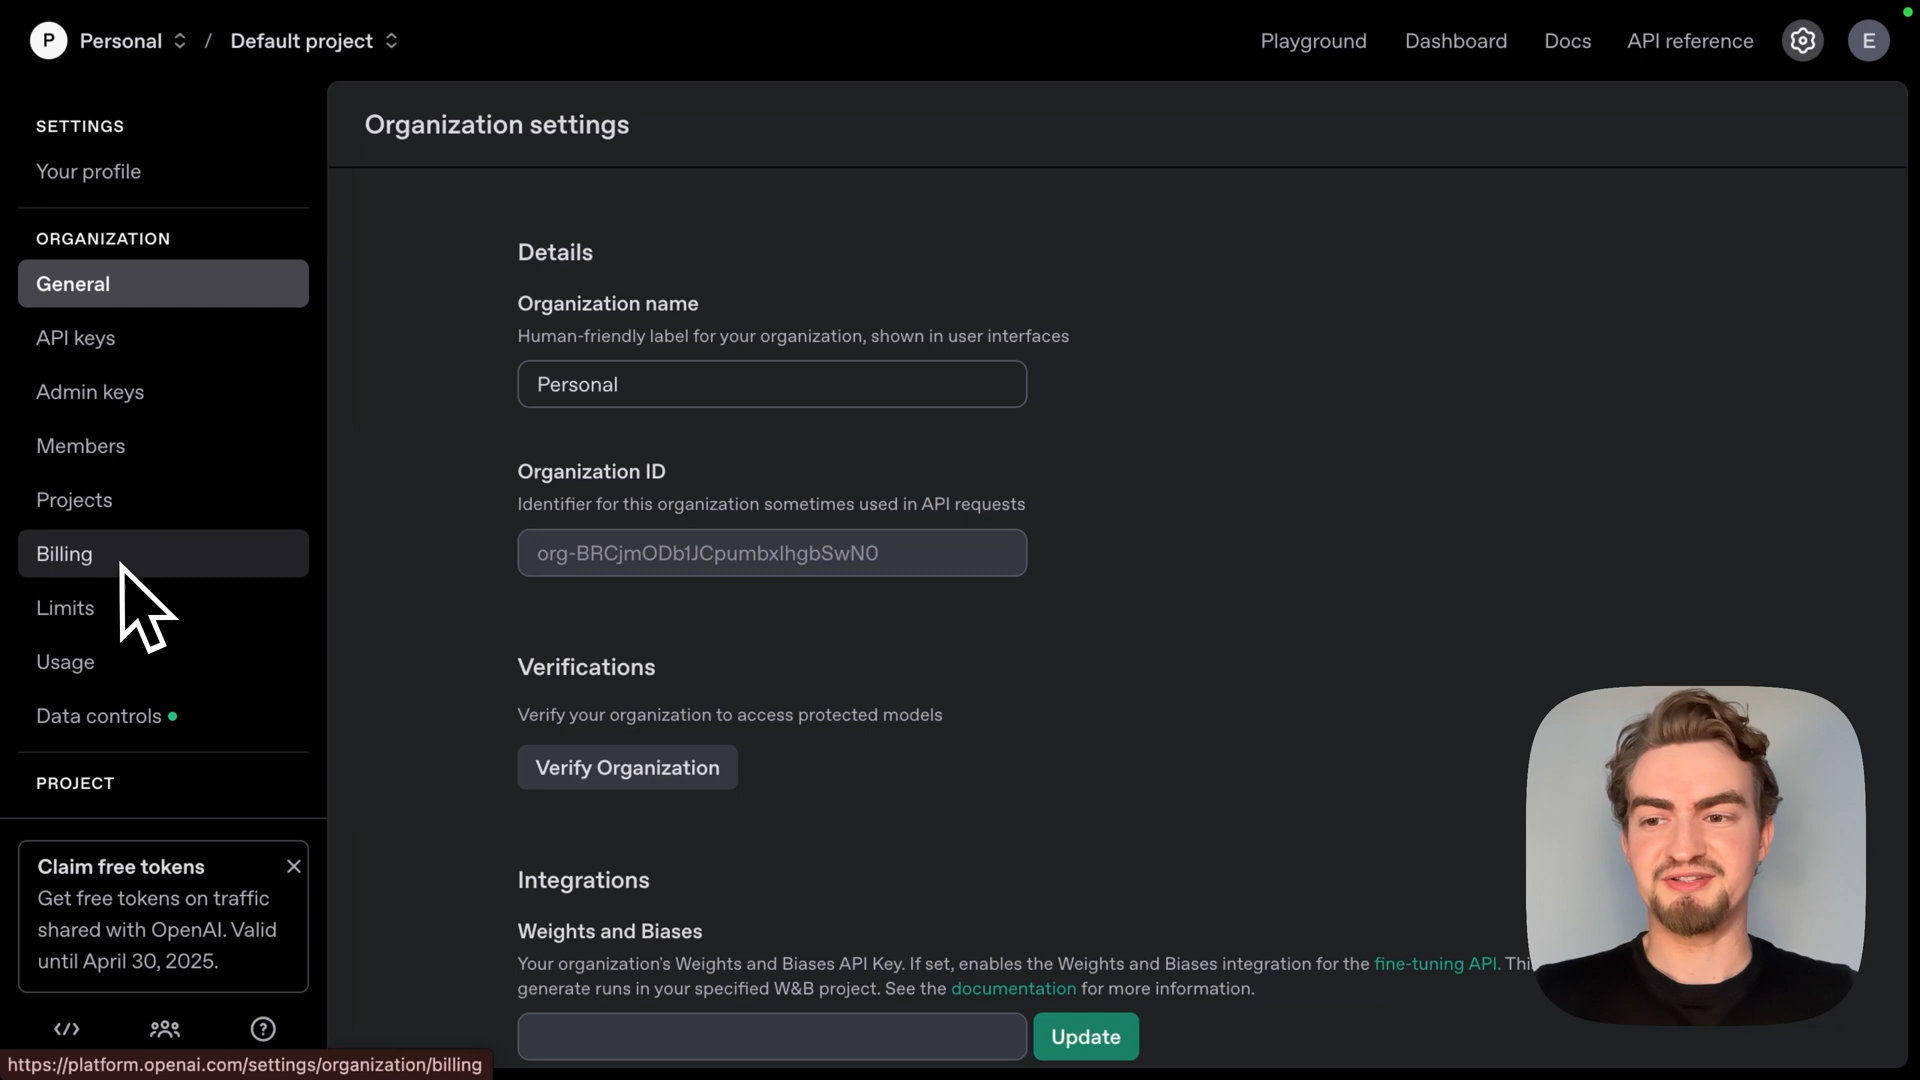 P Personal / Default project
Playground Dashboard Docs API reference E
SETTINGS
Your profile
ORGANIZATION
General
API keys
Admin keys
Members
Projects
Billing
Limits
Usage
Data controls
PROJECT
Claim free tokens
Get free tokens on traffic
shared with OpenAI. Valid
until April 30, 2025.
https://platform.openai.com/settings/organization/billing
Organization settings
Details
Organization name
Human-friendly label for your organization, shown in user interfaces
Personal
Organization ID
Identifier for this organization sometimes used in API requests
org-BRCjmODb1JCpumbxIhgbSwN0
Verifications
Verify your organization to access protected models
Verify Organization
Integrations
Weights and Biases
Your organization's Weights and Biases API Key. If set, enables the Weights and Biases integration for the fine-tuning API. Thi
generate runs in your specified W&B project. See the documentation for more information.
Update